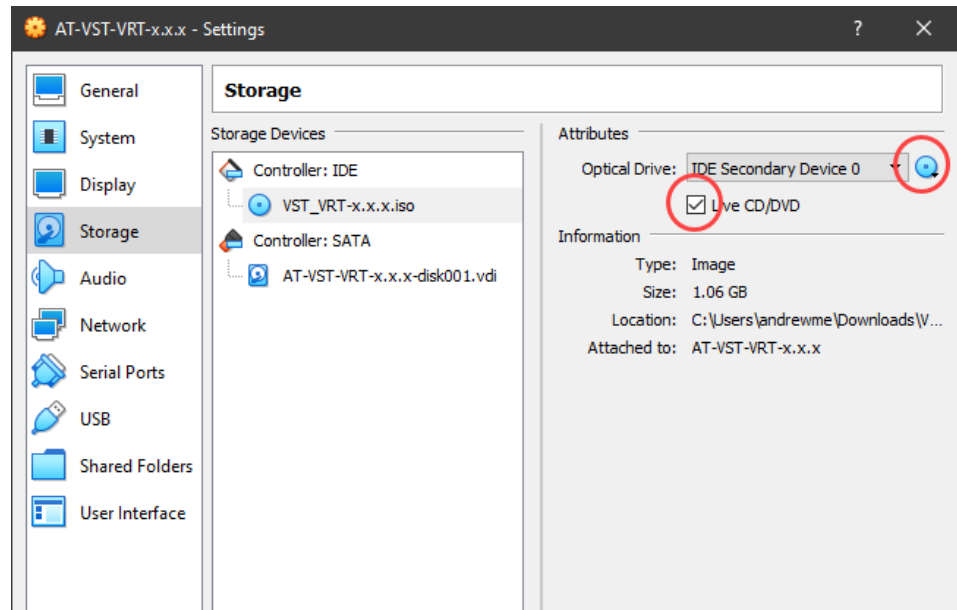 AT-VST-VRT-x.x.x - Settings
?
General
System
Display
Storage
Audio
Network
Serial Ports
USB
Shared Folders
User Interface
Storage
Storage Devices
Controller: IDE
VST_VRT-x.x.x.iso
Controller: SATA
AT-VST-VRT-x.x.x-disk001.vdi
Attributes
Optical Drive: IDE Secondary Device 0
Live CD/DVD
Information
Type: Image
Size: 1.06 GB
Location: C:\Users\andrewme\Downloads\V...
Attached to: AT-VST-VRT-x.x.x